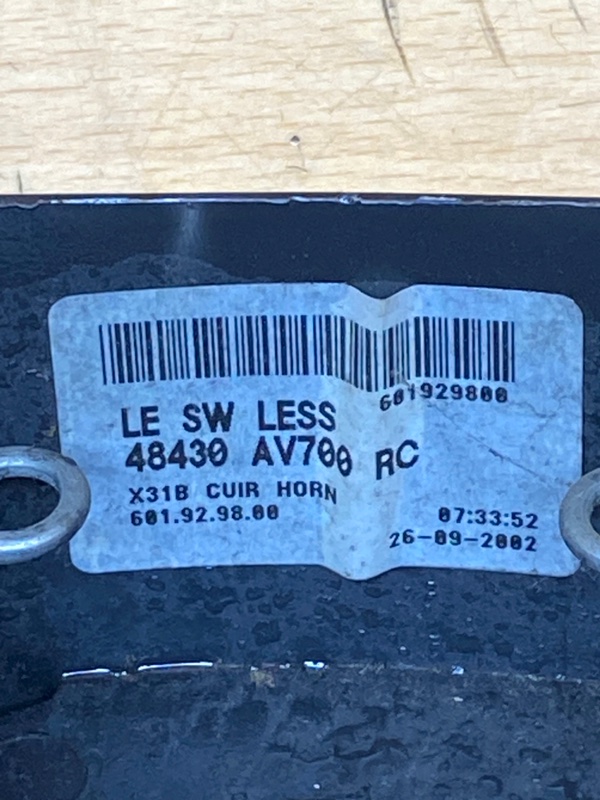 601929800
LE SW LESS
48430 AV700 RC
X31B CUIR HORN
601.92.98.00
07:33:52
26-09-2002